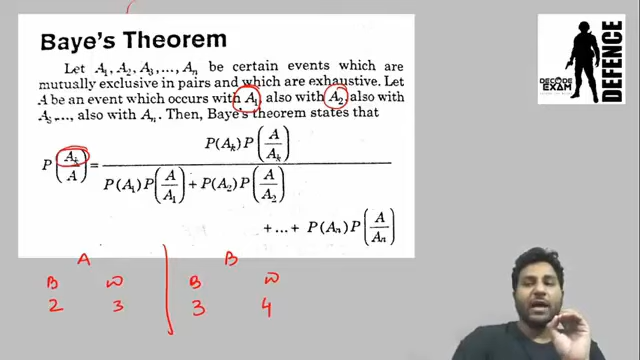 Baye's Theorem
Let A₁, A₂, A₃, ..., Aₙ be certain events which are
mutually exclusive in pairs and which are exhaustive. Let
A be an event which occurs with A₁, also with A₂, also with
A₃, ..., also with Aₙ. Then, Baye's theorem states that
P(Aₖ/A) = P(Aₖ) P(A/Aₖ) / P(A₁) P(A/A₁) + P(A₂) P(A/A₂)
+ ... + P(Aₙ) P(A/Aₙ)
A B
B W B W
2 3 3 4
DECODE
EXAM
DEFENCE